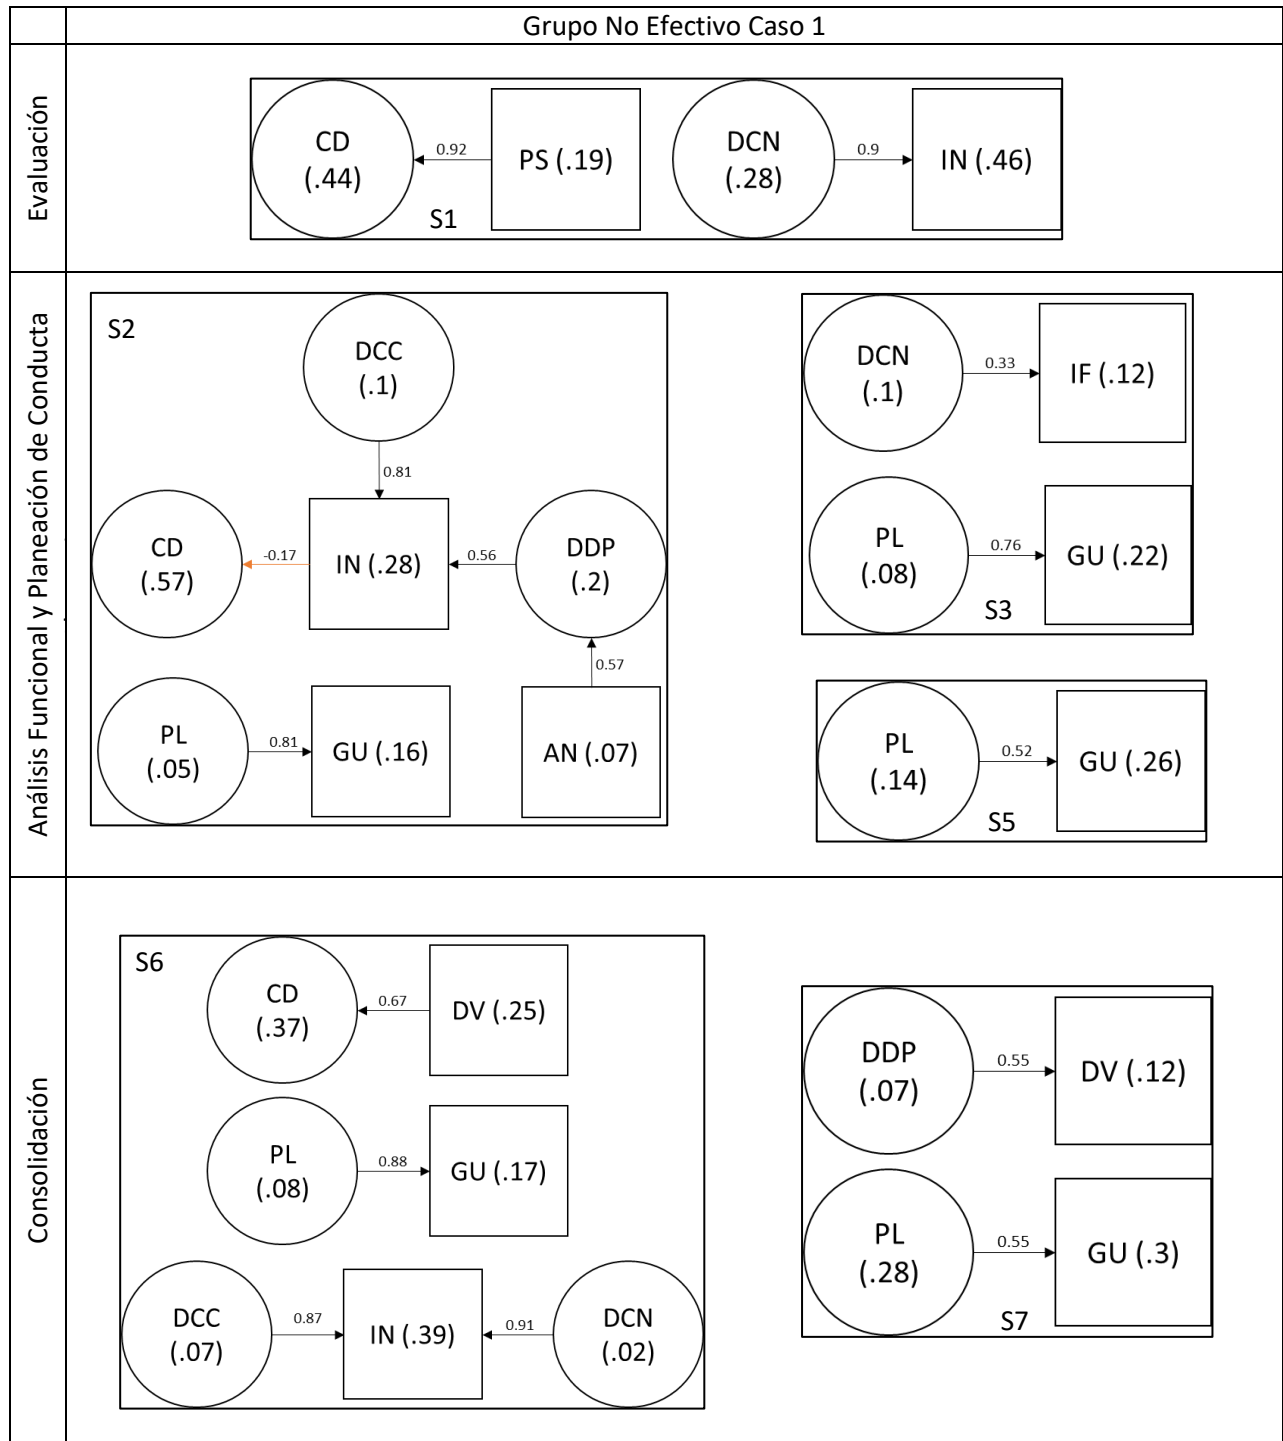 Grupo No Efectivo Caso 1
Evaluación
CD
(.44)
0.92
PS (.19)
DCN
(.28)
0.9
IN (.46)
S1
Análisis Funcional y Planeación de Conducta
S2
DCC
(.1)
0.81
CD
(.57)
-0.17
IN (.28)
0.56
DDP
(.2)
0.57
PL
(.05)
0.81
GU (.16)
AN (.07)
DCN
(.1)
0.33
IF (.12)
PL
(.08)
0.76
GU (.22)
S3
PL
(.14)
0.52
GU (.26)
S5
Consolidación
S6
CD
(.37)
0.67
DV (.25)
PL
(.08)
0.88
GU (.17)
DCC
(.07)
0.87
IN (.39)
0.91
DCN
(.02)
DDP
(.07)
0.55
DV (.12)
PL
(.28)
0.55
GU (.3)
S7